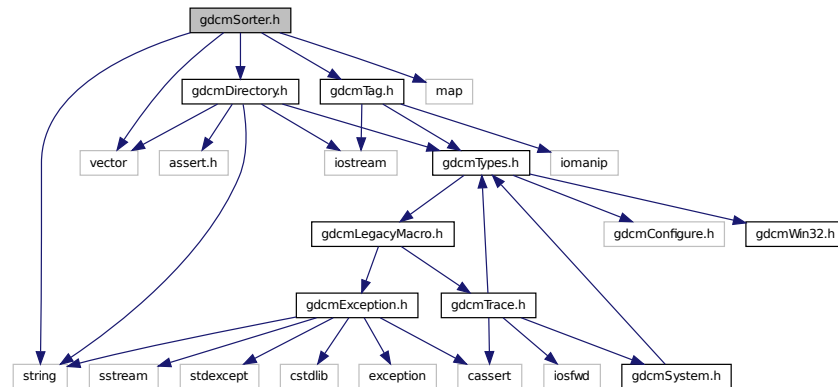 gdcmSorter.h
gdcmDirectory.h
gdcmTag.h
map
vector
assert.h
iostream
gdcmTypes.h
iomanip
gdcmLegacyMacro.h
gdcmConfigure.h
gdcmWin32.h
gdcmException.h
gdcmTrace.h
string
sstream
stdexcept
cstdlib
exception
cassert
iosfwd
gdcmSystem.h